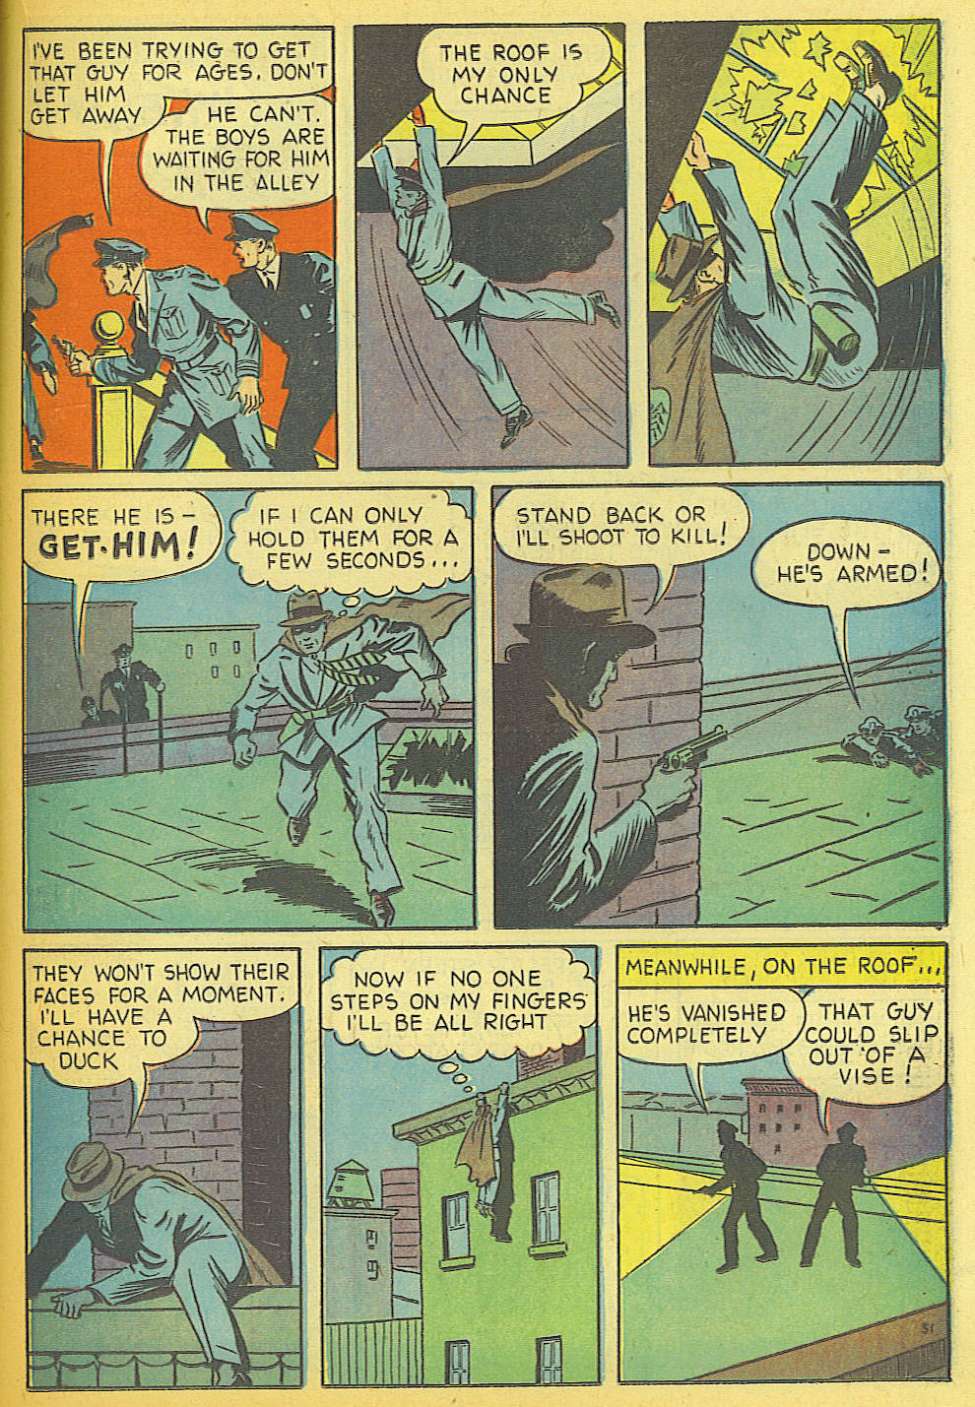 I'VE BEEN TRYING TO GET
THAT GUY FOR AGES. DON'T
LET HIM
GET AWAY
HE CAN'T.
THE BOYS ARE
WAITING FOR HIM
IN THE ALLEY
THE ROOF IS
MY ONLY
CHANCE
THERE HE IS -
GET-HIM!
IF I CAN ONLY
HOLD THEM FOR A
FEW SECONDS...
STAND BACK OR
I'LL SHOOT TO KILL!
DOWN -
HE'S ARMED!
THEY WON'T SHOW THEIR
FACES FOR A MOMENT.
I'LL HAVE A
CHANCE TO
DUCK
NOW IF NO ONE
STEPS ON MY FINGERS
I'LL BE ALL RIGHT
MEANWHILE, ON THE ROOF...
HE'S VANISHED
COMPLETELY
THAT GUY
COULD SLIP
OUT OF A
VISE!
51